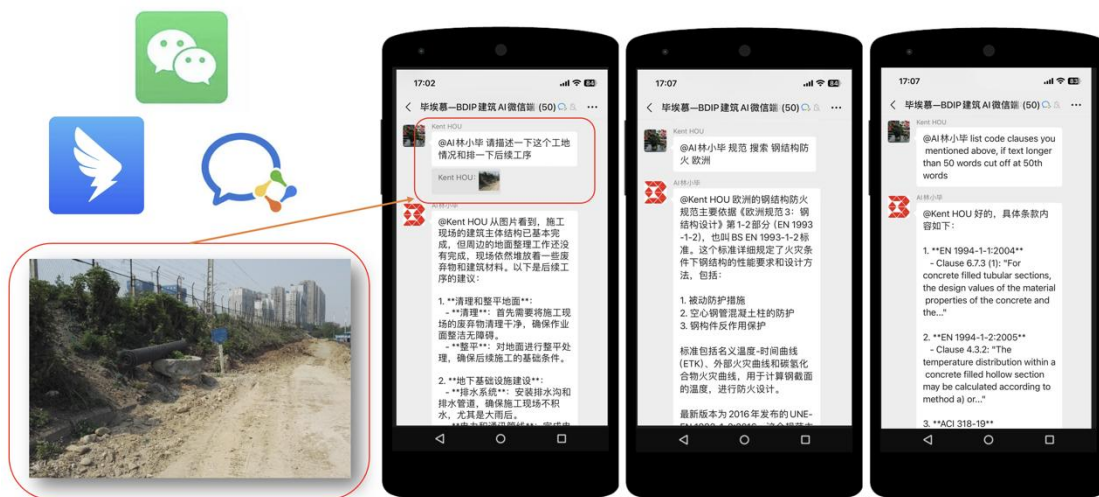 17:02
84
毕埃慕—BDIP建筑AI微信端 (50)
Kent HOU
@AI林小毕 请描述一下这个工地
情况和排一下后续工序
Kent HOU:
AI林小毕
@Kent HOU 从图片看到，施工
现场的建筑主体结构已基本完
成，但周边的地面整理工作还没
有完成，现场依然堆放着一些废
弃物和建筑材料。以下是后续工
序的建议：
1. **清理和整平地面**：
- **清理**：首先需要将施工现
场的废弃物清理干净，确保作业
面整洁无障碍。
- **整平**：对地面进行整平处
理，确保后续施工的基础条件。
2. **地下基础设施建设**：
- **排水系统**：安装排水沟和
排水管道，确保施工现场不积
水，尤其是大雨后。
17:07
84
毕埃慕—BDIP建筑AI微信端 (50)
Kent HOU
@AI林小毕 规范 搜索 钢结构防
火 欧洲
AI林小毕
@Kent HOU 欧洲的钢结构防火
规范主要依据《欧洲规范3：钢
结构设计》第1-2部分 (EN 1993
-1-2)，也叫BS EN 1993-1-2标
准。这个标准详细规定了火灾条
件下钢结构的性能要求和设计方
法，包括：
1. 被动防护措施
2. 空心钢管混凝土柱的防护
3. 钢构件反作用保护
标准包括名义温度-时间曲线
(ETK)、外部火灾曲线和碳氢化
合物火灾曲线，用于计算钢截面
的温度，进行防火设计。
最新版本为2016年发布的UNE-
17:07
83
毕埃慕—BDIP建筑AI微信端 (50)
Kent HOU
@AI林小毕 list code clauses you
mentioned above, if text longer
than 50 words cut off at 50th
words
AI林小毕
@Kent HOU 好的，具体条款内
容如下：
1. **EN 1994-1-1:2004**
- Clause 6.7.3 (1): "For
concrete filled tubular sections,
the design values of the material
properties of the concrete and
the..."
2. **EN 1994-1-2:2005**
- Clause 4.3.2: "The
temperature distribution within a
concrete filled hollow section
may be calculated according to
method a) or..."
3. **ACI 318-19**